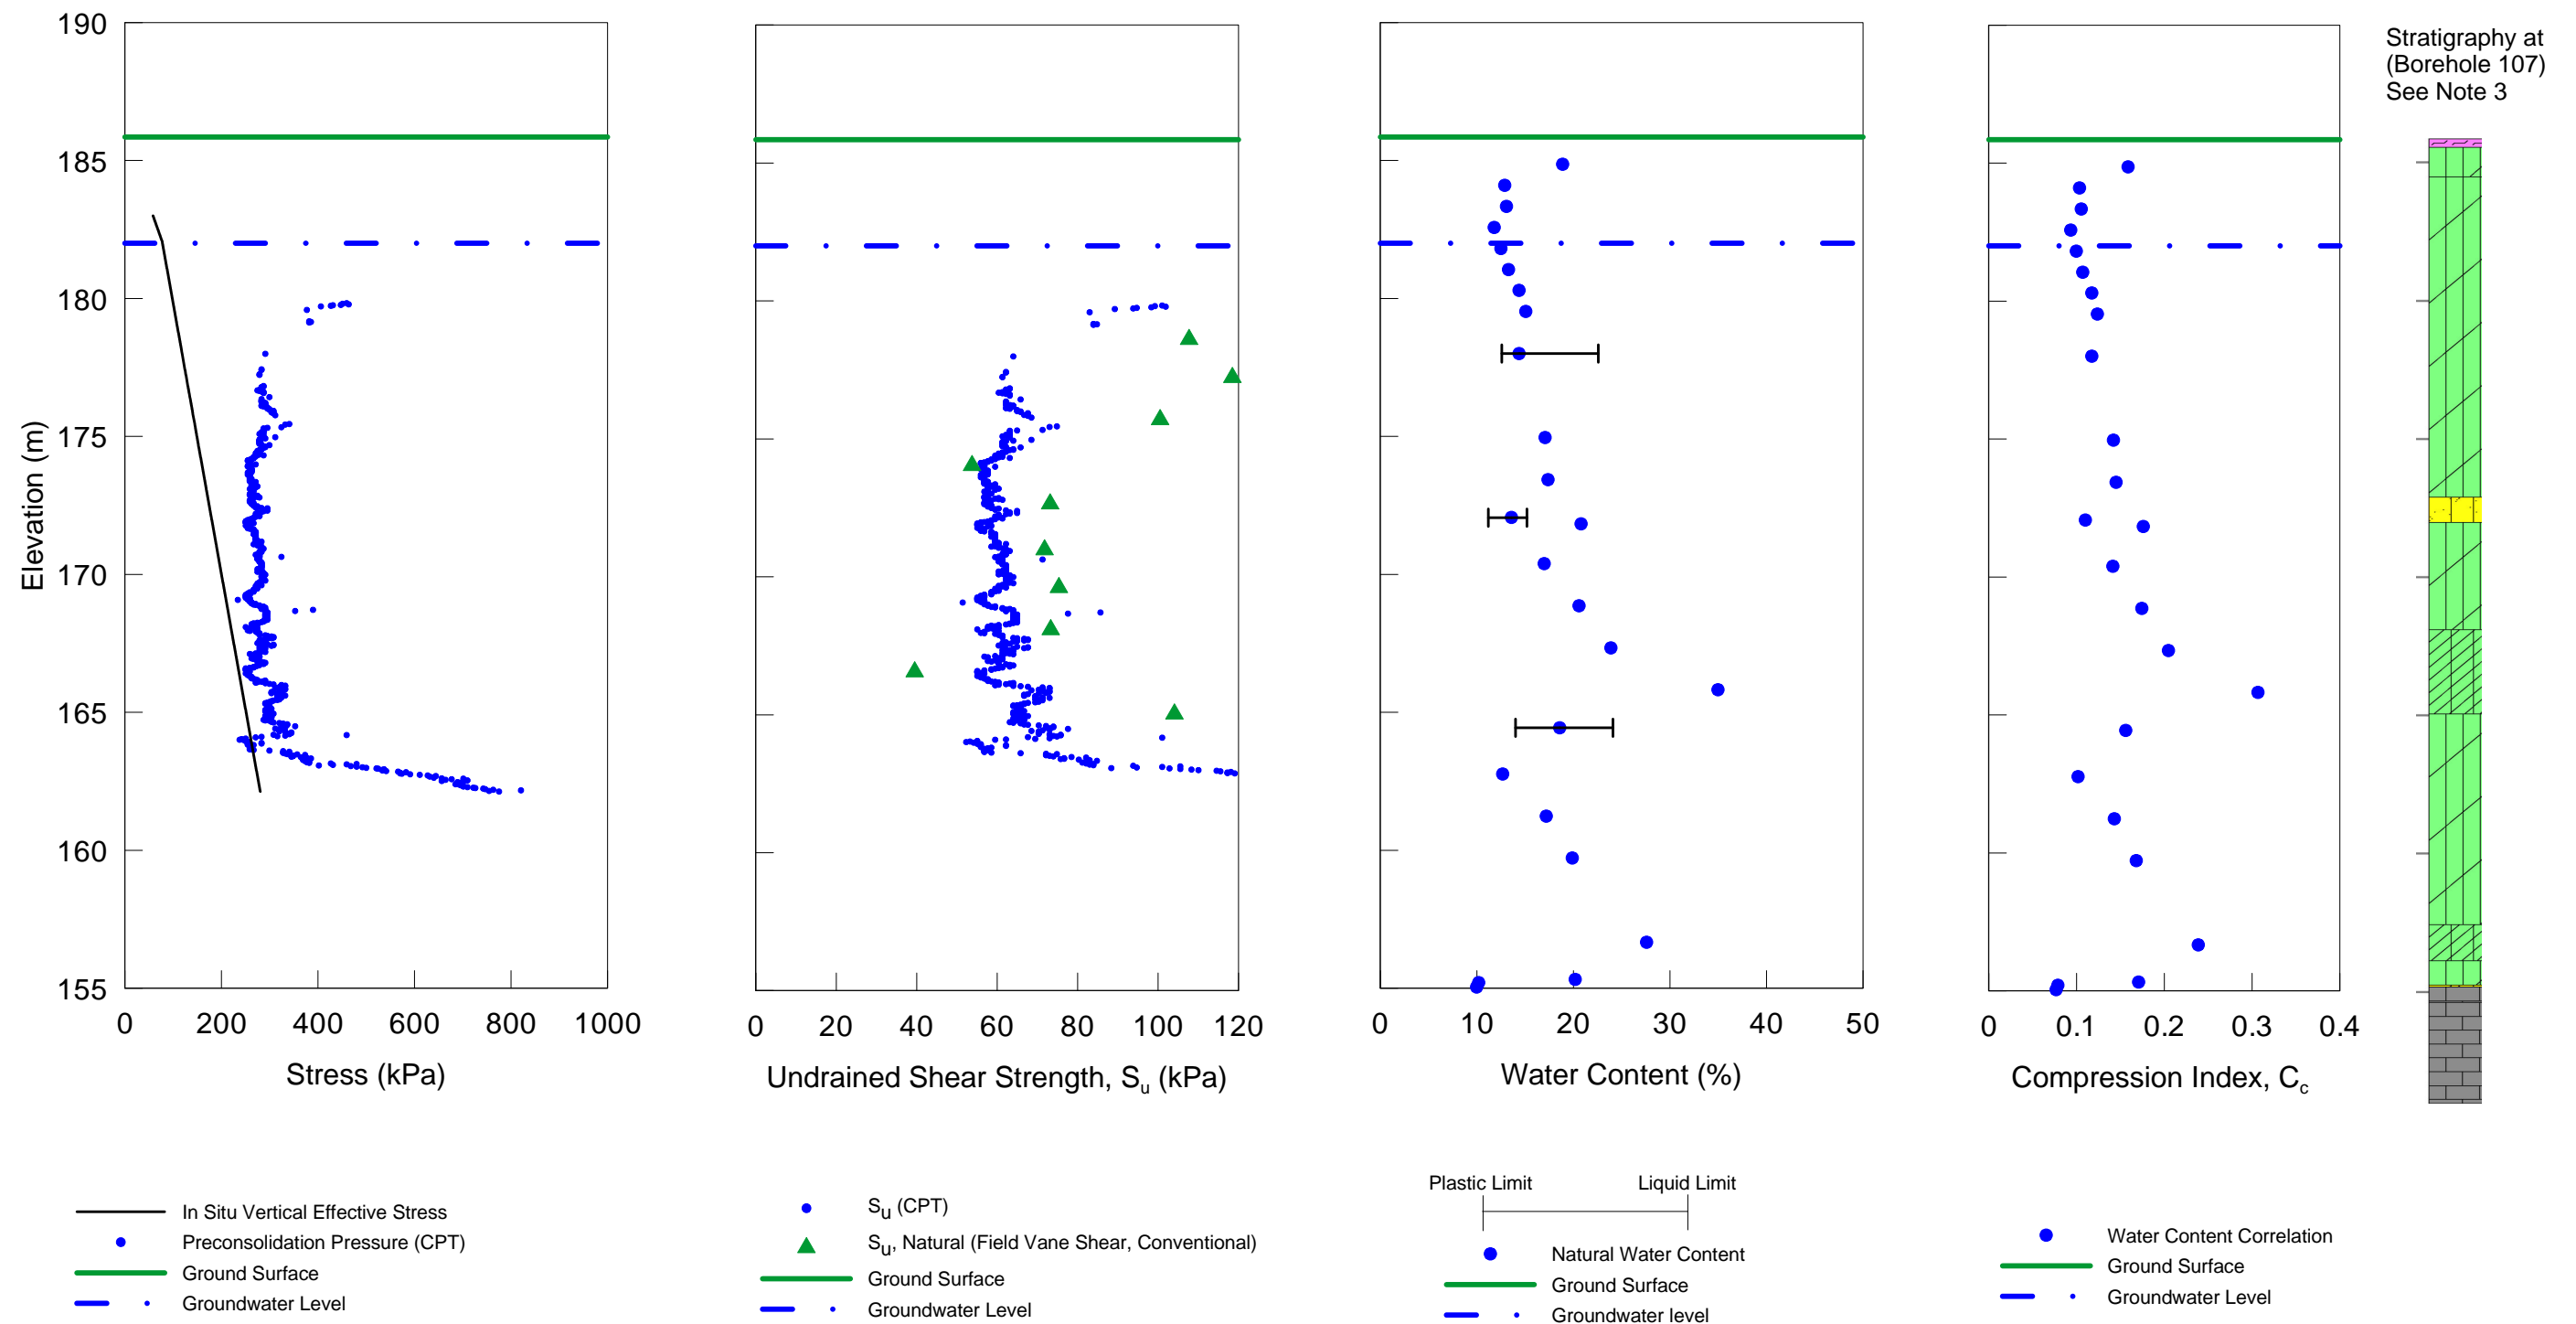 190
185
180
175
170
165
160
155
Elevation (m)
0 200 400 600 800 1000
Stress (kPa)
0 20 40 60 80 100 120
Undrained Shear Strength, Su (kPa)
0 10 20 30 40 50
Water Content (%)
0 0.1 0.2 0.3 0.4
Compression Index, Cc
Stratigraphy at
(Borehole 107)
See Note 3
In Situ Vertical Effective Stress
Preconsolidation Pressure (CPT)
Ground Surface
Groundwater Level
Su (CPT)
Su, Natural (Field Vane Shear, Conventional)
Ground Surface
Groundwater Level
Plastic Limit Liquid Limit
Natural Water Content
Ground Surface
Groundwater level
Water Content Correlation
Ground Surface
Groundwater Level